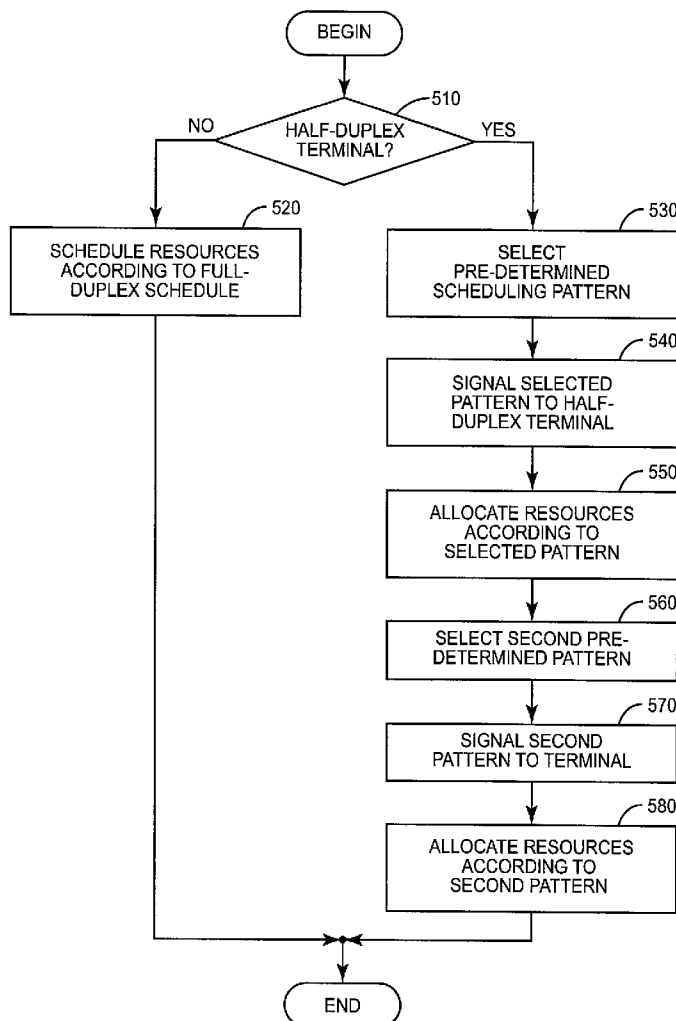 BEGIN
510
HALF-DUPLEX
TERMINAL?
NO
YES
520
SCHEDULE RESOURCES
ACCORDING TO FULL-
DUPLEX SCHEDULE
530
SELECT
PRE-DETERMINED
SCHEDULING PATTERN
540
SIGNAL SELECTED
PATTERN TO HALF-
DUPLEX TERMINAL
550
ALLOCATE RESOURCES
ACCORDING TO
SELECTED PATTERN
560
SELECT SECOND PRE-
DETERMINED PATTERN
570
SIGNAL SECOND
PATTERN TO TERMINAL
580
ALLOCATE RESOURCES
ACCORDING TO
SECOND PATTERN
END